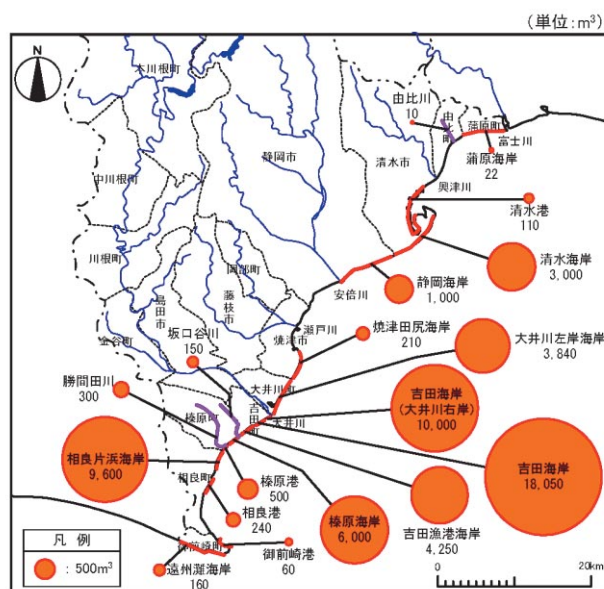 (単位:m³)
N
本川根町
由比川
10
由比町
蒲原町
富士川
蒲原海岸
22
静岡市
清水市
興津川
中川根町
清水港
110
清水海岸
3,000
川根町
岡部町
静岡海岸
1,000
安倍川
島田市
藤枝市
瀬戸川
焼津市
焼津田尻海岸
210
大井川左岸海岸
3,840
金谷町
坂口谷川
150
大井川町
勝間田川
300
吉田海岸
(大井川右岸)
10,000
榛原町
吉田町
大井川
相良片浜海岸
9,600
吉田海岸
18,050
相良町
榛原港
500
榛原海岸
6,000
吉田漁港海岸
4,250
相良港
240
御前崎町
御前崎港
60
遠州灘海岸
160
凡 例
:500m³
0
20km